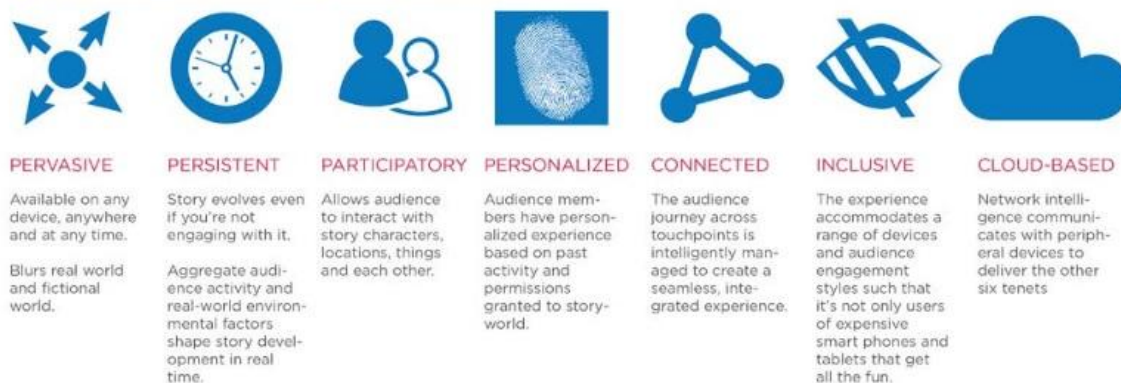 PERVASIVE
Available on any
device, anywhere
and at any time.
Blurs real world
and fictional
world.
PERSISTENT
Story evolves even
if you're not
engaging with it.
Aggregate audi-
ence activity and
real-world environ-
mental factors
shape story devel-
opment in real
time.
PARTICIPATORY
Allows audience
to interact with
story characters,
locations, things
and each other.
PERSONALIZED
Audience mem-
bers have person-
alized experience
based on past
activity and
permissions
granted to story-
world.
CONNECTED
The audience
journey across
touchpoints is
intelligently man-
aged to create a
seamless, inte-
grated experience.
INCLUSIVE
The experience
accommodates a
range of devices
and audience
engagement
styles such that
it's not only users
of expensive
smart phones and
tablets that get
all the fun.
CLOUD-BASED
Network intelli-
gence communi-
cates with periph-
eral devices to
deliver the other
six tenets